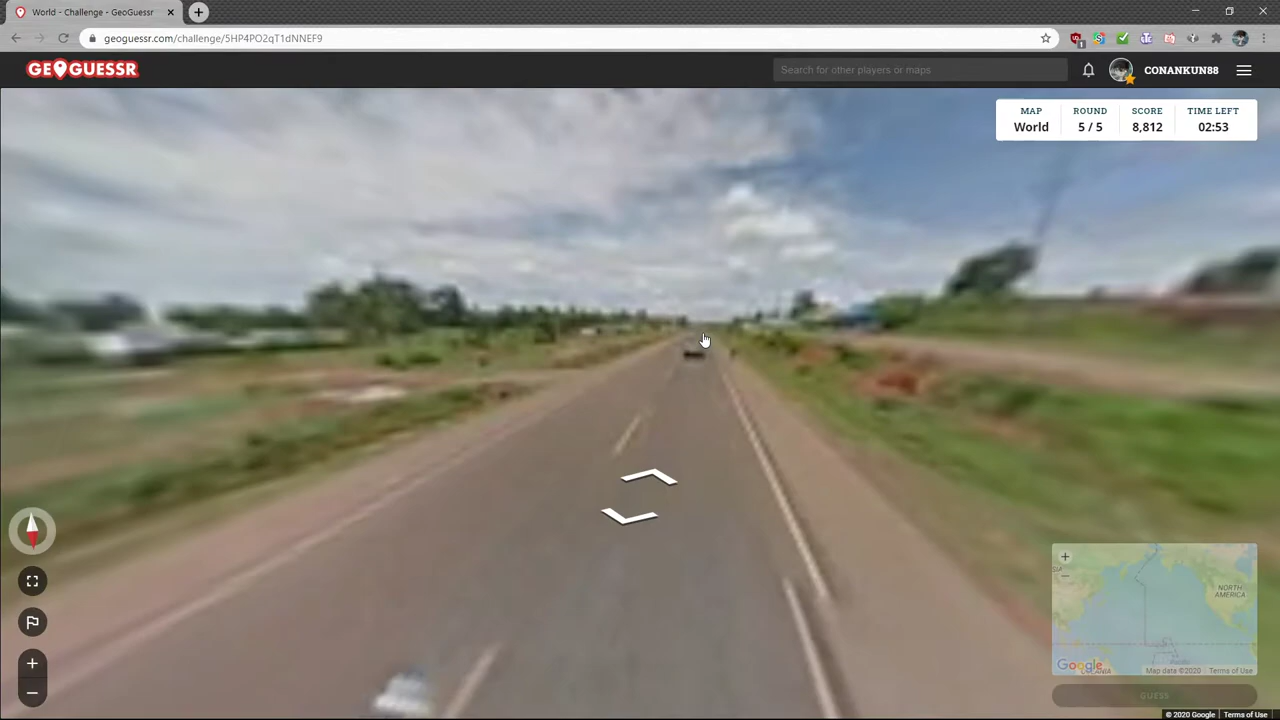 World - Challenge - GeoGuessr
geoguessr.com/challenge/5HP4PO2qT1dNNEF9
GEOGUESSR
Search for other players or maps
CONANKUN88
MAP ROUND SCORE TIME LEFT
World 5 / 5 8,812 02:53
NORTH
AMERICA
Google
Map data ©2020
Terms of Use
GUESS
© 2020 Google
Terms of Use